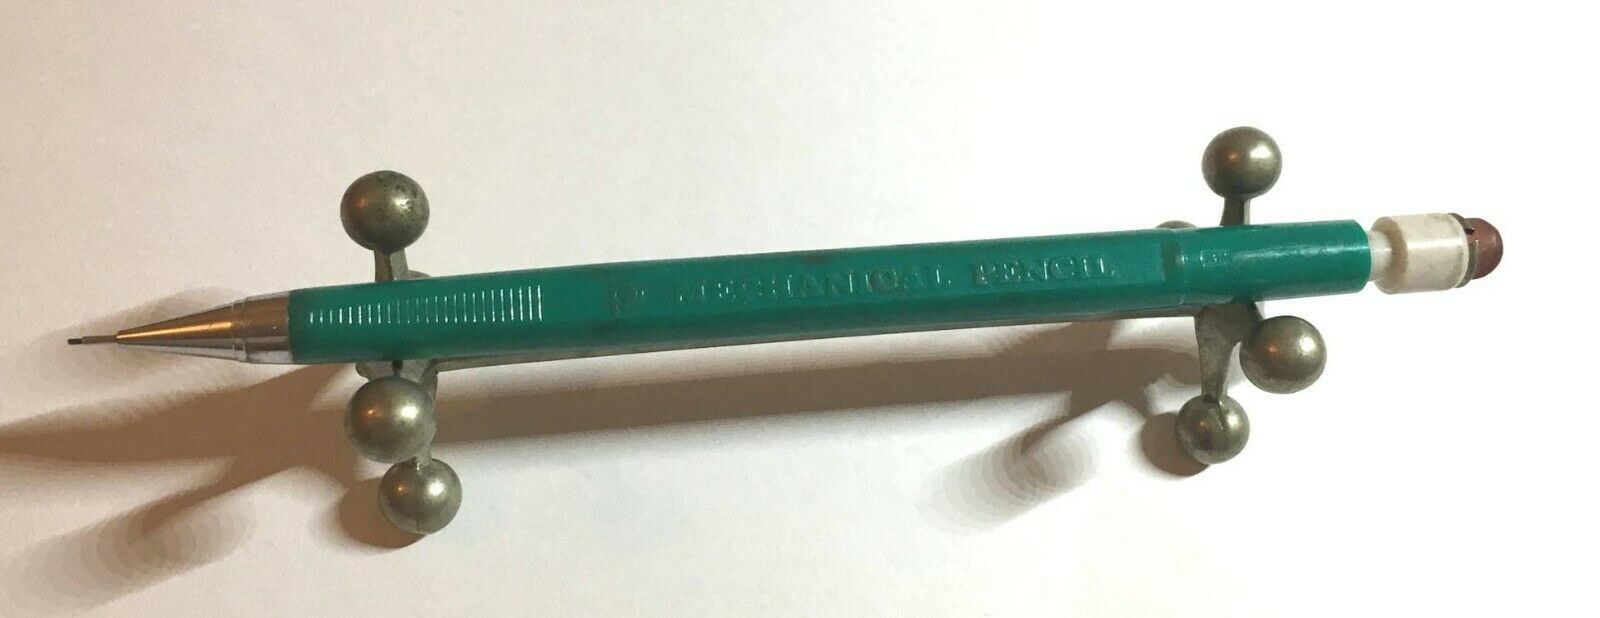 P MECHANICAL PENCIL